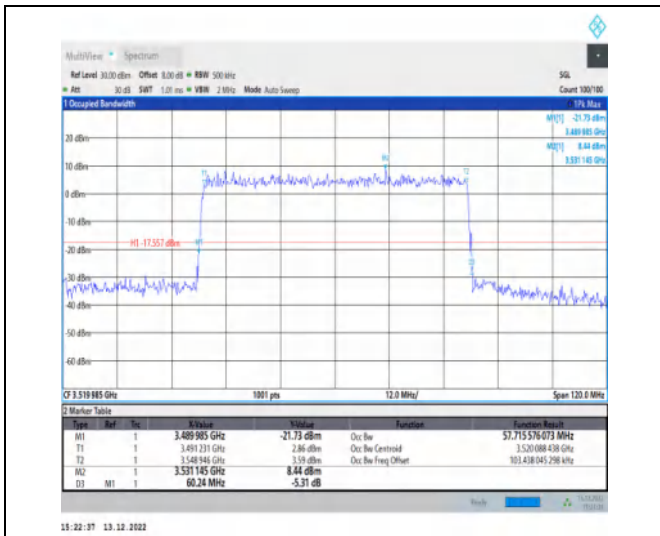 MultiView Spectrum
Ref Level 30.00 dBm Offset 8.00 dB RBW 500 kHz SGL
Att 30 dB SWT 1.01 ms VBW 2 MHz Mode Auto Sweep Count 100/100
1 Occupied Bandwidth 1Pk Max
M1[1] -21.73 dBm
3.489 985 GHz
M2[1] 8.44 dBm
3.531 145 GHz
20 dBm
M2
10 dBm
T1 T2
0 dBm
-10 dBm
H1 -17.557 dBm
M1
-20 dBm
D3
-30 dBm
-40 dBm
-50 dBm
-60 dBm
CF 3.519 985 GHz 1001 pts 12.0 MHz/ Span 120.0 MHz
2 Marker Table
Type Ref Trc X-Value Y-Value Function Function Result
M1 1 3.489 985 GHz -21.73 dBm Occ Bw 57.715 576 073 MHz
T1 1 3.491 231 GHz 2.86 dBm Occ Bw Centroid 3.520 088 438 GHz
T2 1 3.548 946 GHz 3.59 dBm Occ Bw Freq Offset 103.438 045 298 kHz
M2 1 3.531 145 GHz 8.44 dBm
D3 M1 1 60.24 MHz -5.31 dB
Ready
15:22:37 13.12.2022